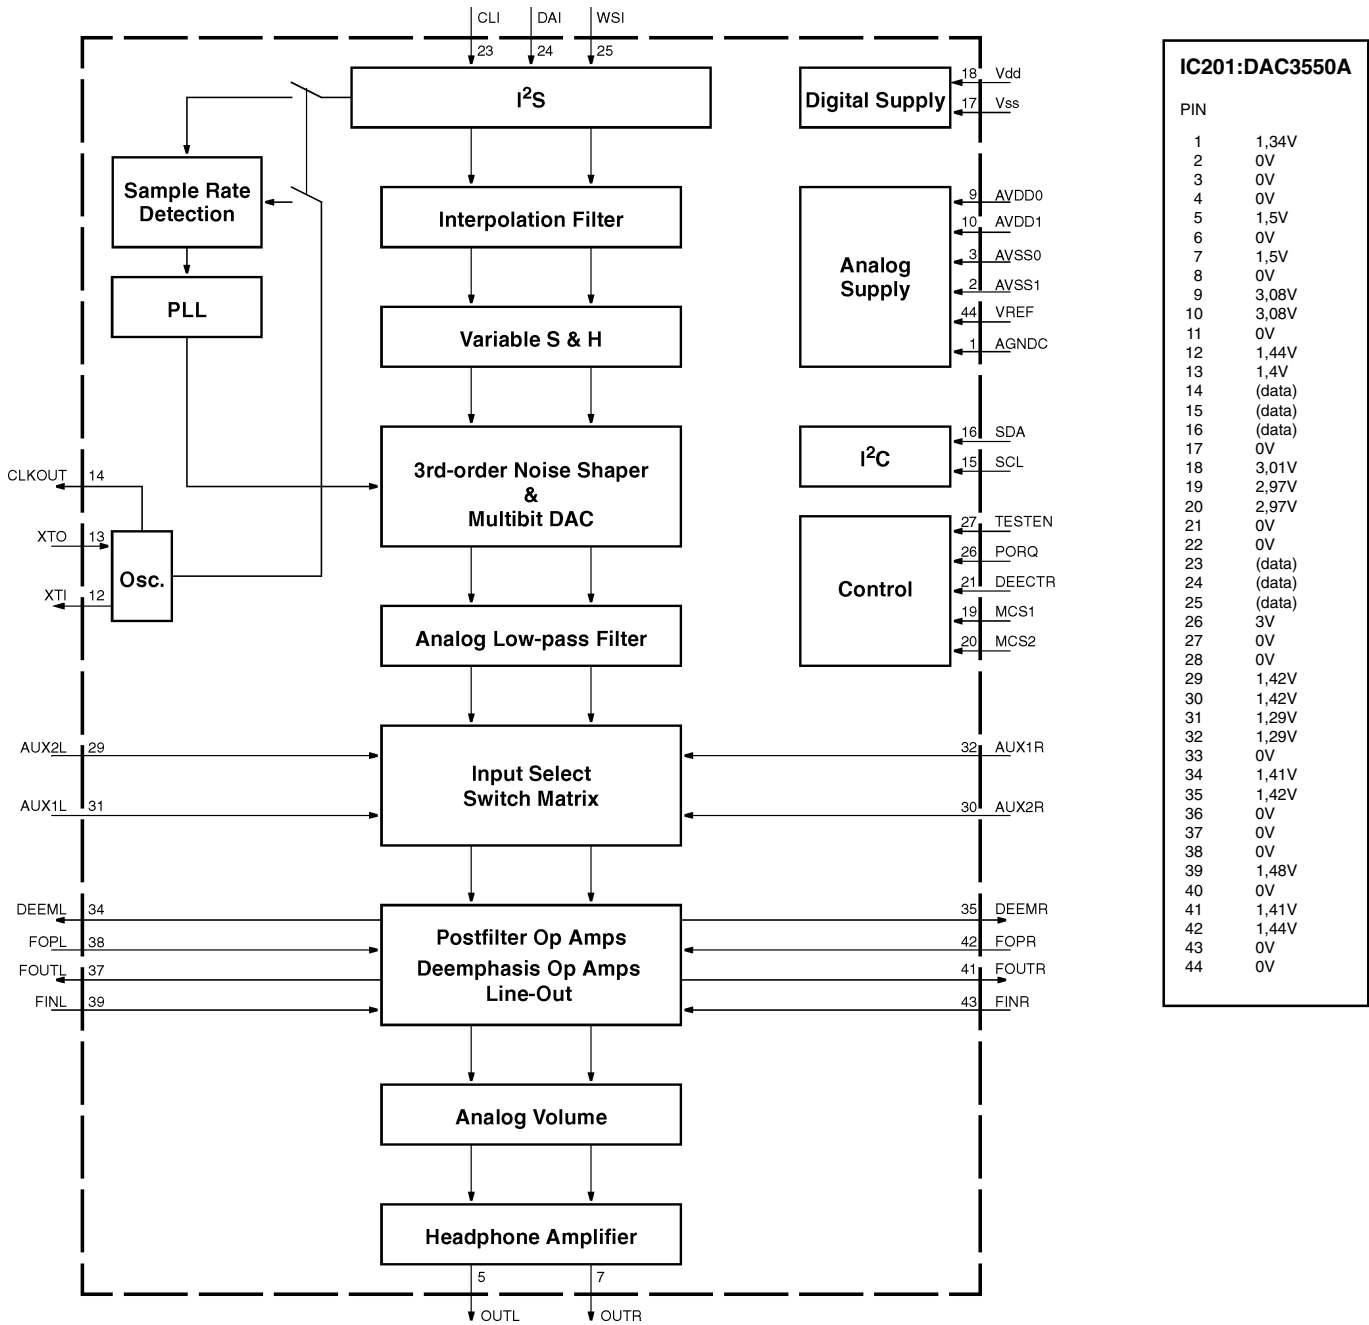 CLI DAI WSI
23 24 25
I²S
Digital Supply
18 Vdd
17 Vss
Sample Rate
Detection
Interpolation Filter
Analog
Supply
9 AVDD0
10 AVDD1
3 AVSS0
2 AVSS1
44 VREF
1 AGNDC
PLL
Variable S & H
3rd-order Noise Shaper
&
Multibit DAC
I²C
16 SDA
15 SCL
CLKOUT 14
XTO 13
Osc.
XTI 12
Control
27 TESTEN
26 PORQ
21 DEECTR
19 MCS1
20 MCS2
Analog Low-pass Filter
AUX2L 29
AUX1L 31
Input Select
Switch Matrix
32 AUX1R
30 AUX2R
DEEML 34
FOPL 38
FOUTL 37
FINL 39
Postfilter Op Amps
Deemphasis Op Amps
Line-Out
35 DEEMR
42 FOPR
41 FOUTR
43 FINR
Analog Volume
Headphone Amplifier
5 7
OUTL OUTR
IC201:DAC3550A
PIN
1 1,34V
2 0V
3 0V
4 0V
5 1,5V
6 0V
7 1,5V
8 0V
9 3,08V
10 3,08V
11 0V
12 1,44V
13 1,4V
14 (data)
15 (data)
16 (data)
17 0V
18 3,01V
19 2,97V
20 2,97V
21 0V
22 0V
23 (data)
24 (data)
25 (data)
26 3V
27 0V
28 0V
29 1,42V
30 1,42V
31 1,29V
32 1,29V
33 0V
34 1,41V
35 1,42V
36 0V
37 0V
38 0V
39 1,48V
40 0V
41 1,41V
42 1,44V
43 0V
44 0V